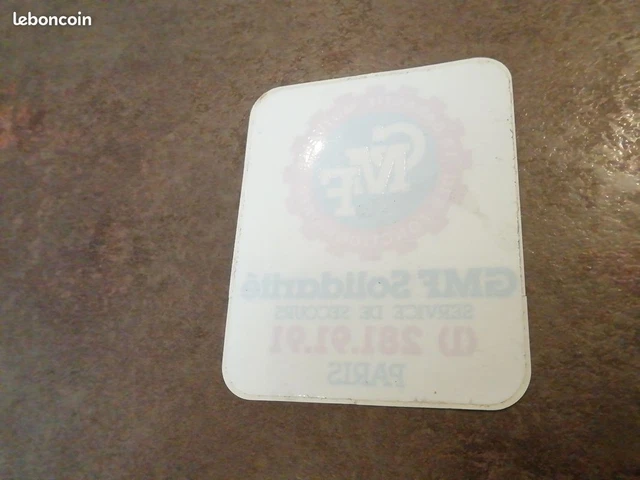 leboncoin
GMF
GMF Solidarité
SERVICE DE SECOURS
(1) 281.91.91
PARIS